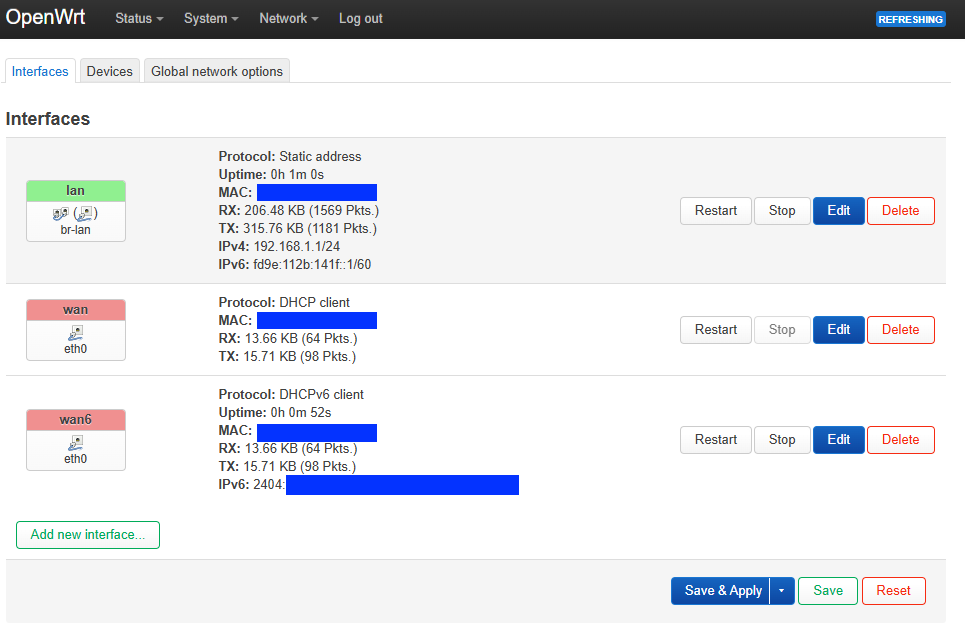 OpenWrt Status System Network Log out REFRESHING
Interfaces Devices Global network options
Interfaces
lan
br-lan
Protocol: Static address
Uptime: 0h 1m 0s
MAC:
RX: 206.48 KB (1569 Pkts.)
TX: 315.76 KB (1181 Pkts.)
IPv4: 192.168.1.1/24
IPv6: fd9e:112b:141f::1/60
Restart Stop Edit Delete
wan
eth0
Protocol: DHCP client
MAC:
RX: 13.66 KB (64 Pkts.)
TX: 15.71 KB (98 Pkts.)
Restart Stop Edit Delete
wan6
eth0
Protocol: DHCPv6 client
Uptime: 0h 0m 52s
MAC:
RX: 13.66 KB (64 Pkts.)
TX: 15.71 KB (98 Pkts.)
IPv6: 2404:
Restart Stop Edit Delete
Add new interface...
Save & Apply Save Reset